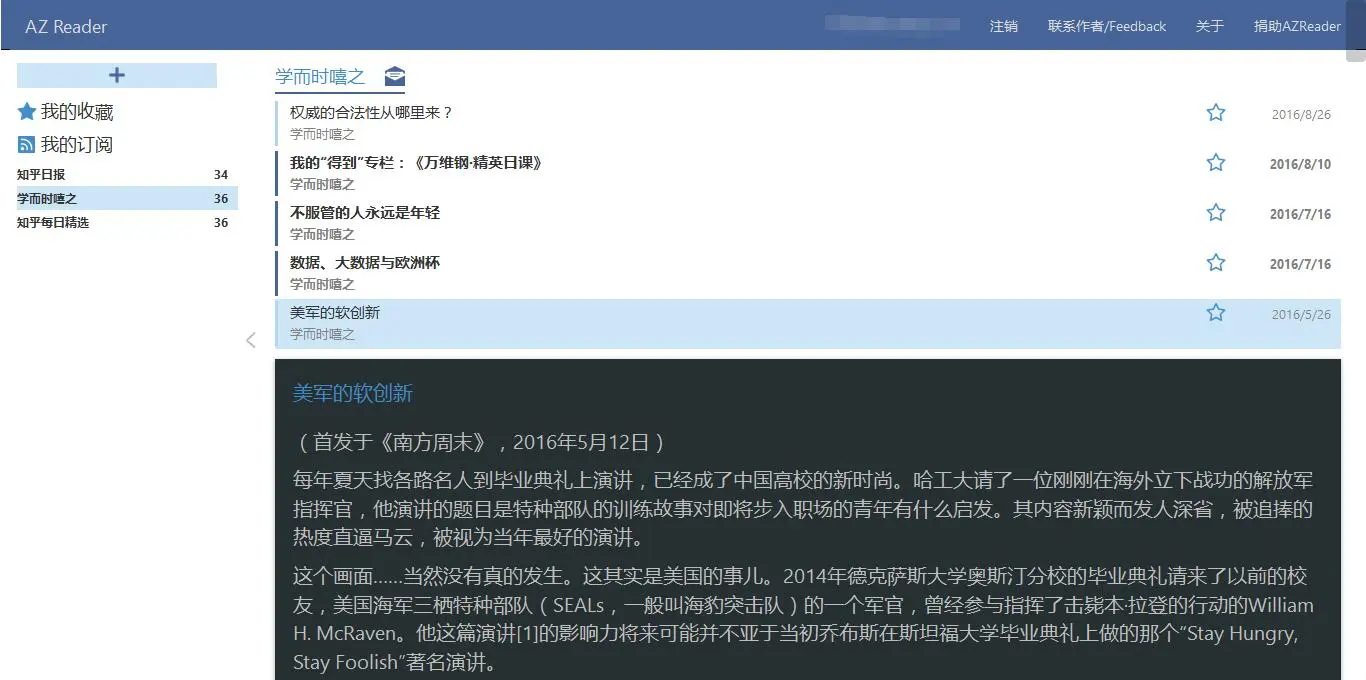 AZ Reader
注销
联系作者/Feedback
关于
捐助AZReader
我的收藏
我的订阅
知乎日报 34
学而时嘻之 36
知乎每日精选 36
学而时嘻之
权威的合法性从哪里来？
学而时嘻之
2016/8/26
我的“得到”专栏：《万维钢·精英日课》
学而时嘻之
2016/8/10
不服管的人永远是年轻
学而时嘻之
2016/7/16
数据、大数据与欧洲杯
学而时嘻之
2016/7/16
美军的软创新
学而时嘻之
2016/5/26
美军的软创新
（首发于《南方周末》，2016年5月12日）
每年夏天找各路名人到毕业典礼上演讲，已经成了中国高校的新时尚。哈工大请了一位刚刚在海外立下战功的解放军
指挥官，他演讲的题目是特种部队的训练故事对即将步入职场的青年有什么启发。其内容新颖而发人深省，被追捧的
热度直逼马云，被视为当年最好的演讲。
这个画面……当然没有真的发生。这其实是美国的事儿。2014年德克萨斯大学奥斯汀分校的毕业典礼请来了以前的校
友，美国海军三栖特种部队（SEALs，一般叫海豹突击队）的一个军官，曾经参与指挥了击毙本·拉登的行动的William
H. McRaven。他这篇演讲[1]的影响力将来可能并不亚于当初乔布斯在斯坦福大学毕业典礼上做的那个“Stay Hungry,
Stay Foolish”著名演讲。